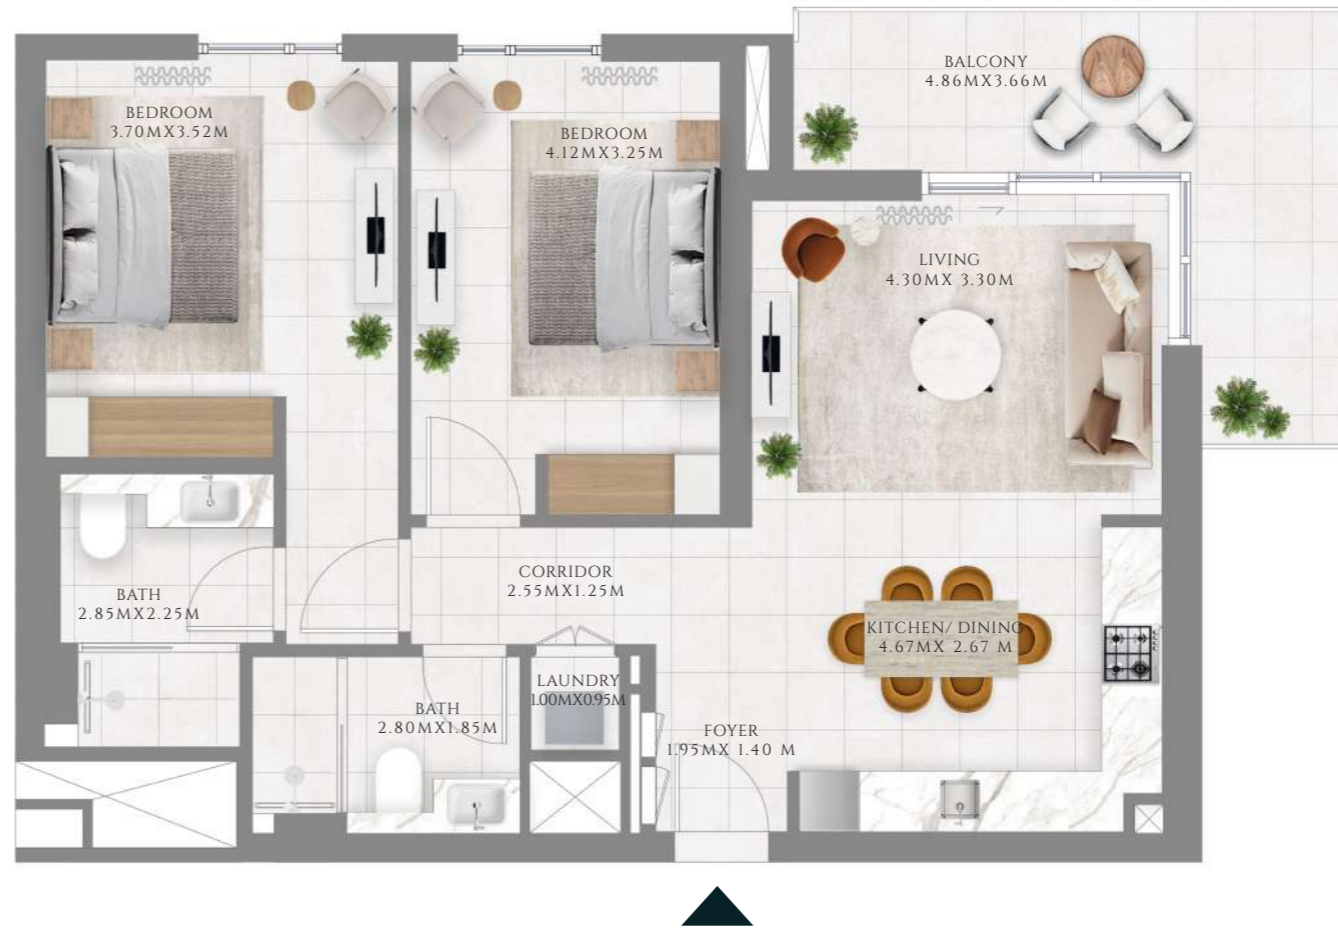 BALCONY
4.86MX3.66M
BEDROOM
3.70MX3.52M
BEDROOM
4.12MX3.25M
LIVING
4.30MX 3.30M
CORRIDOR
2.55MX1.25M
BATH
2.85MX2.25M
KITCHEN/ DINING
4.67MX 2.67 M
LAUNDRY
1.00MX0.95M
BATH
2.80MX1.85M
FOYER
1.95MX 1.40 M